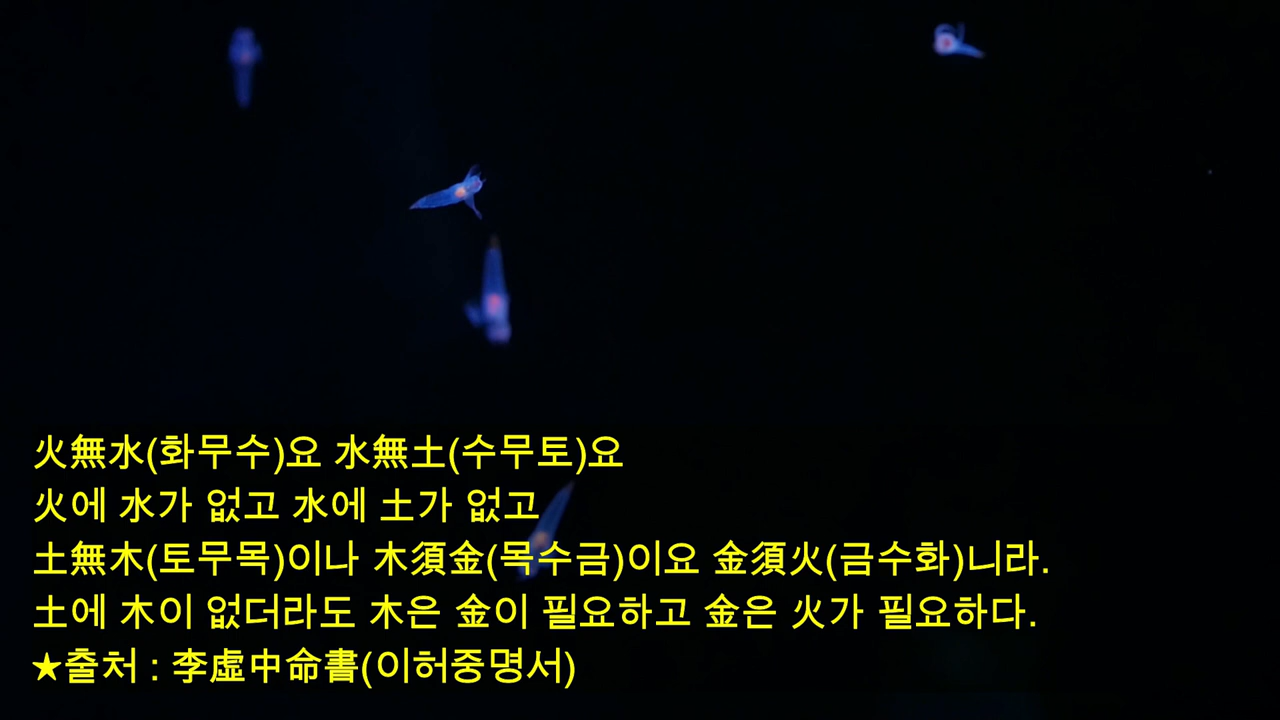 火無水(화무수)요 水無土(수무토)요
火에 水가 없고 水에 土가 없고
土無木(토무목)이나 木須金(목수금)이요 金須火(금수화)니라.
土에 木이 없더라도 木은 金이 필요하고 金은 火가 필요하다.
★출처 : 李虛中命書(이허중명서)